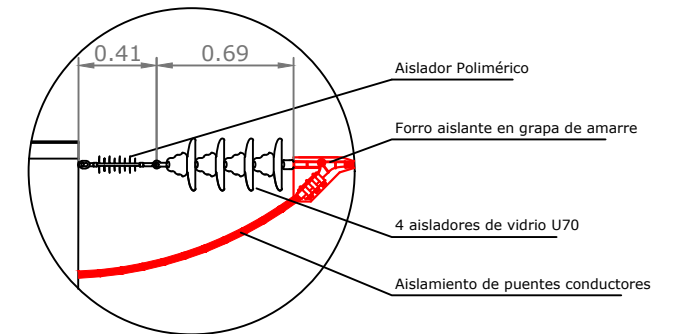 0.41
0.69
Aislador Polimérico
Forro aislante en grapa de amarre
4 aisladores de vidrio U70
Aislamiento de puentes conductores